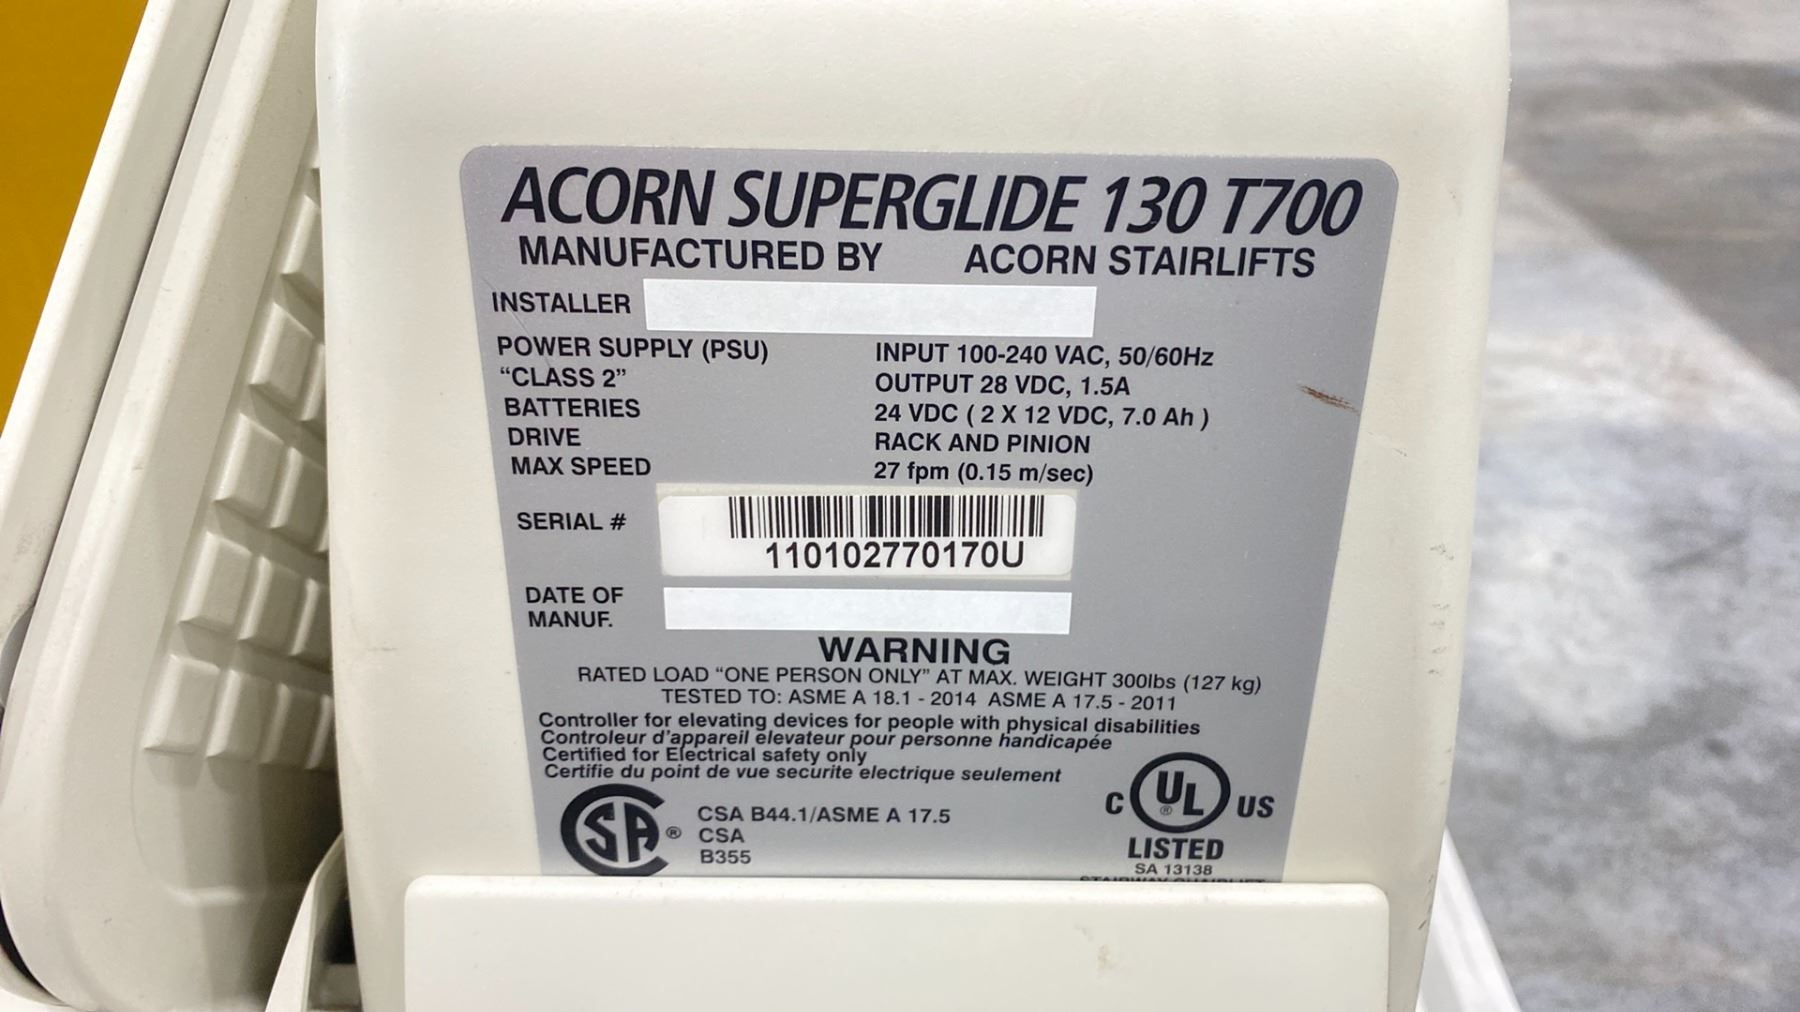 ACORN SUPERGLIDE 130 T700
MANUFACTURED BY ACORN STAIRLIFTS
INSTALLER
POWER SUPPLY (PSU) INPUT 100-240 VAC, 50/60Hz
"CLASS 2" OUTPUT 28 VDC, 1.5A
BATTERIES 24 VDC ( 2 X 12 VDC, 7.0 Ah )
DRIVE RACK AND PINION
MAX SPEED 27 fpm (0.15 m/sec)
SERIAL # 110102770170U
DATE OF
MANUF.
WARNING
RATED LOAD "ONE PERSON ONLY" AT MAX. WEIGHT 300lbs (127 kg)
TESTED TO: ASME A 18.1 - 2014 ASME A 17.5 - 2011
Controller for elevating devices for people with physical disabilities
Controleur d'appareil elevateur pour personne handicapée
Certified for Electrical safety only
Certifie du point de vue securite electrique seulement
SA ® CSA B44.1/ASME A 17.5
CSA
B355
C UL ® US
LISTED
SA 13138
STAIRWAY CHAIRLIFT